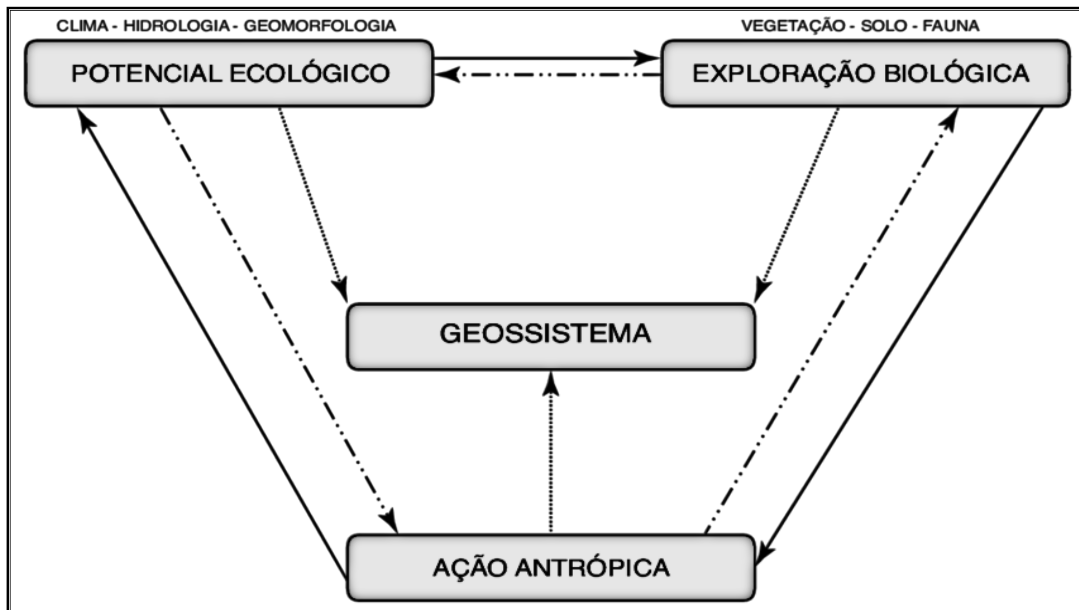 CLIMA - HIDROLOGIA - GEOMORFOLOGIA
POTENCIAL ECOLÓGICO
VEGETAÇÃO - SOLO - FAUNA
EXPLORAÇÃO BIOLÓGICA
GEOSSISTEMA
AÇÃO ANTRÓPICA